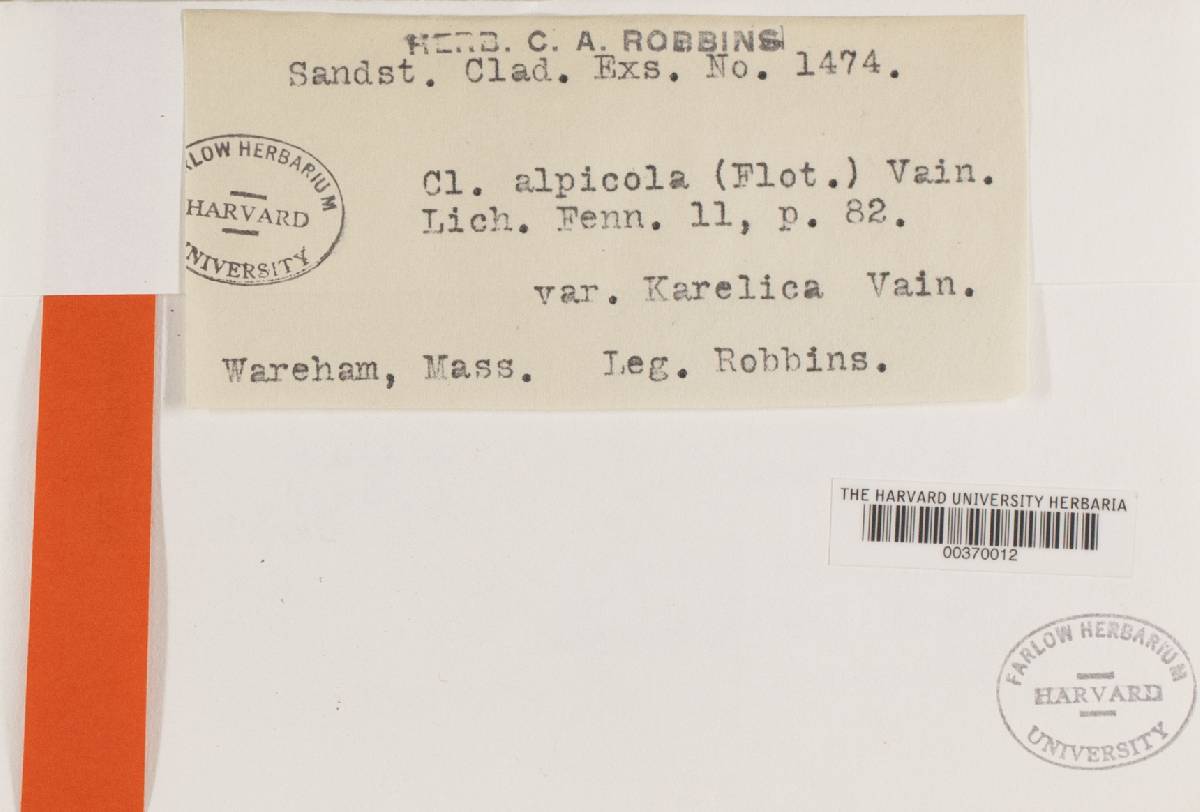 HERB. C. A. ROBBINS
Sandst. Clad. Exs. No. 1474.
RLOW HERBARIUM
HARVARD
UNIVERSITY
Cl. alpicola (Flot.) Vain.
Lich. Fenn. 11, p. 82.
var. Karelica Vain.
Wareham, Mass. Leg. Robbins.
THE HARVARD UNIVERSITY HERBARIA
00370012
FARLOW HERBARIUM
HARVARD
UNIVERSITY